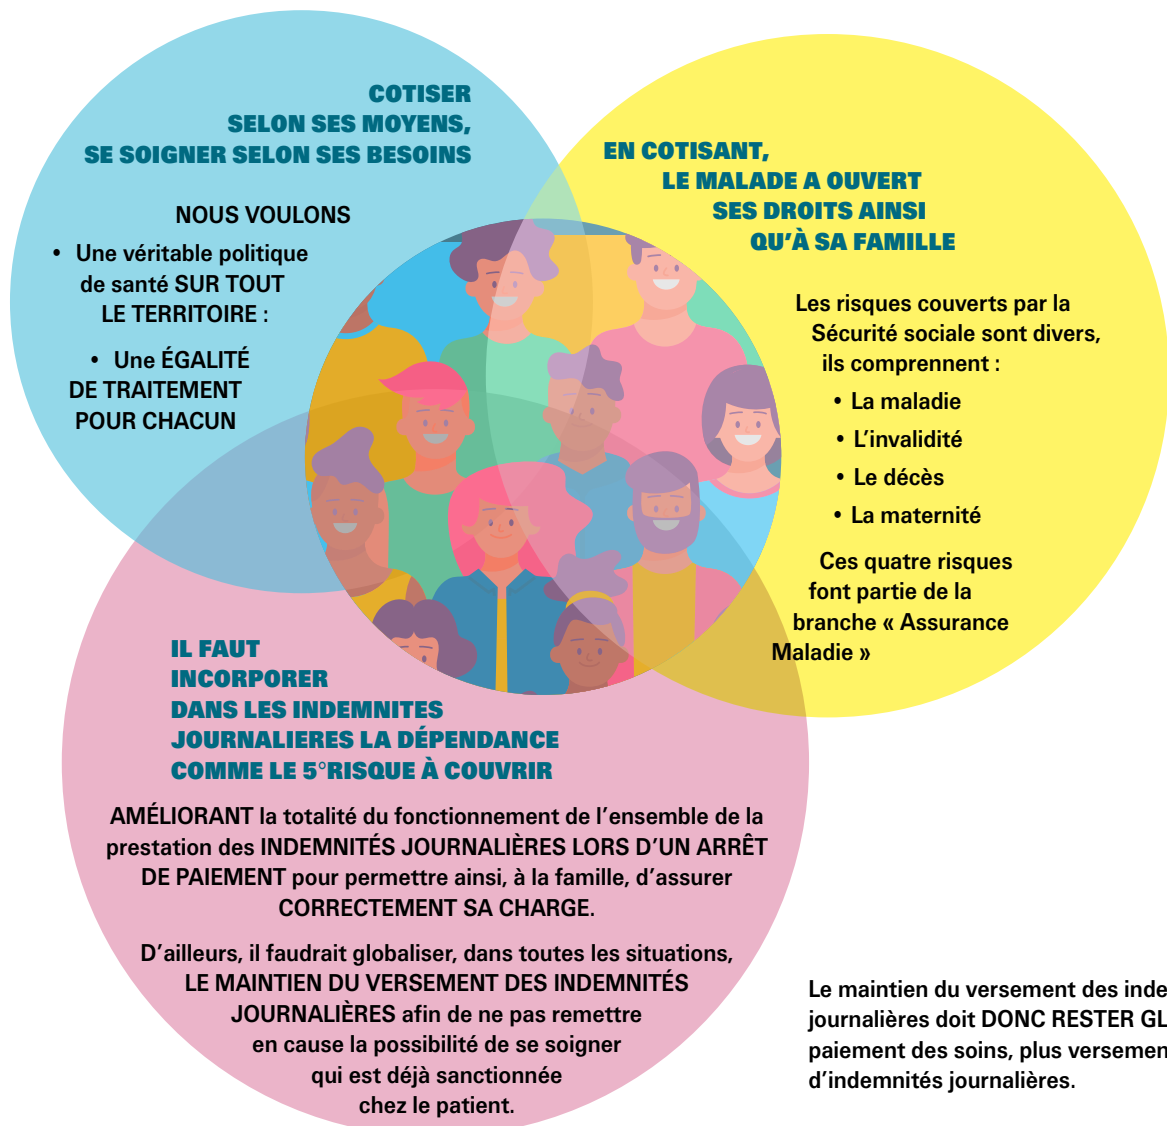 COTISER
SELON SES MOYENS,
SE SOIGNER SELON SES BESOINS
NOUS VOULONS
• Une véritable politique
de santé SUR TOUT
LE TERRITOIRE :
• Une ÉGALITÉ
DE TRAITEMENT
POUR CHACUN
EN COTISANT,
LE MALADE A OUVERT
SES DROITS AINSI
QU'À SA FAMILLE
Les risques couverts par la
Sécurité sociale sont divers,
ils comprennent :
• La maladie
• L'invalidité
• Le décès
• La maternité
Ces quatre risques
font partie de la
branche « Assurance
Maladie »
IL FAUT
INCORPORER
DANS LES INDEMNITES
JOURNALIERES LA DÉPENDANCE
COMME LE 5°RISQUE À COUVRIR
AMÉLIORANT la totalité du fonctionnement de l'ensemble de la
prestation des INDEMNITÉS JOURNALIÈRES LORS D'UN ARRÊT
DE PAIEMENT pour permettre ainsi, à la famille, d'assurer
CORRECTEMENT SA CHARGE.
D'ailleurs, il faudrait globaliser, dans toutes les situations,
LE MAINTIEN DU VERSEMENT DES INDEMNITÉS
JOURNALIÈRES afin de ne pas remettre
en cause la possibilité de se soigner
qui est déjà sanctionnée
chez le patient.
Le maintien du versement des
journalières doit DONC RESTER
paiement des soins, plus
d'indemnités journalières.